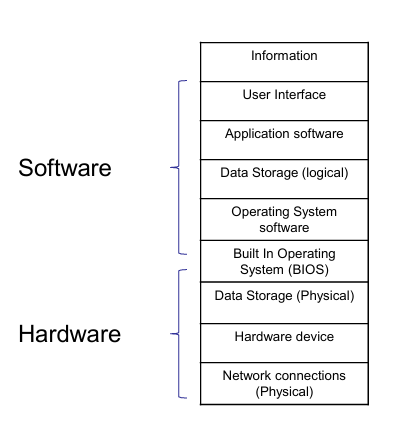 Information
User Interface
Application software
Software
Data Storage (logical)
Operating System
software
Built In Operating
System (BIOS)
Data Storage (Physical)
Hardware
Hardware device
Network connections
(Physical)